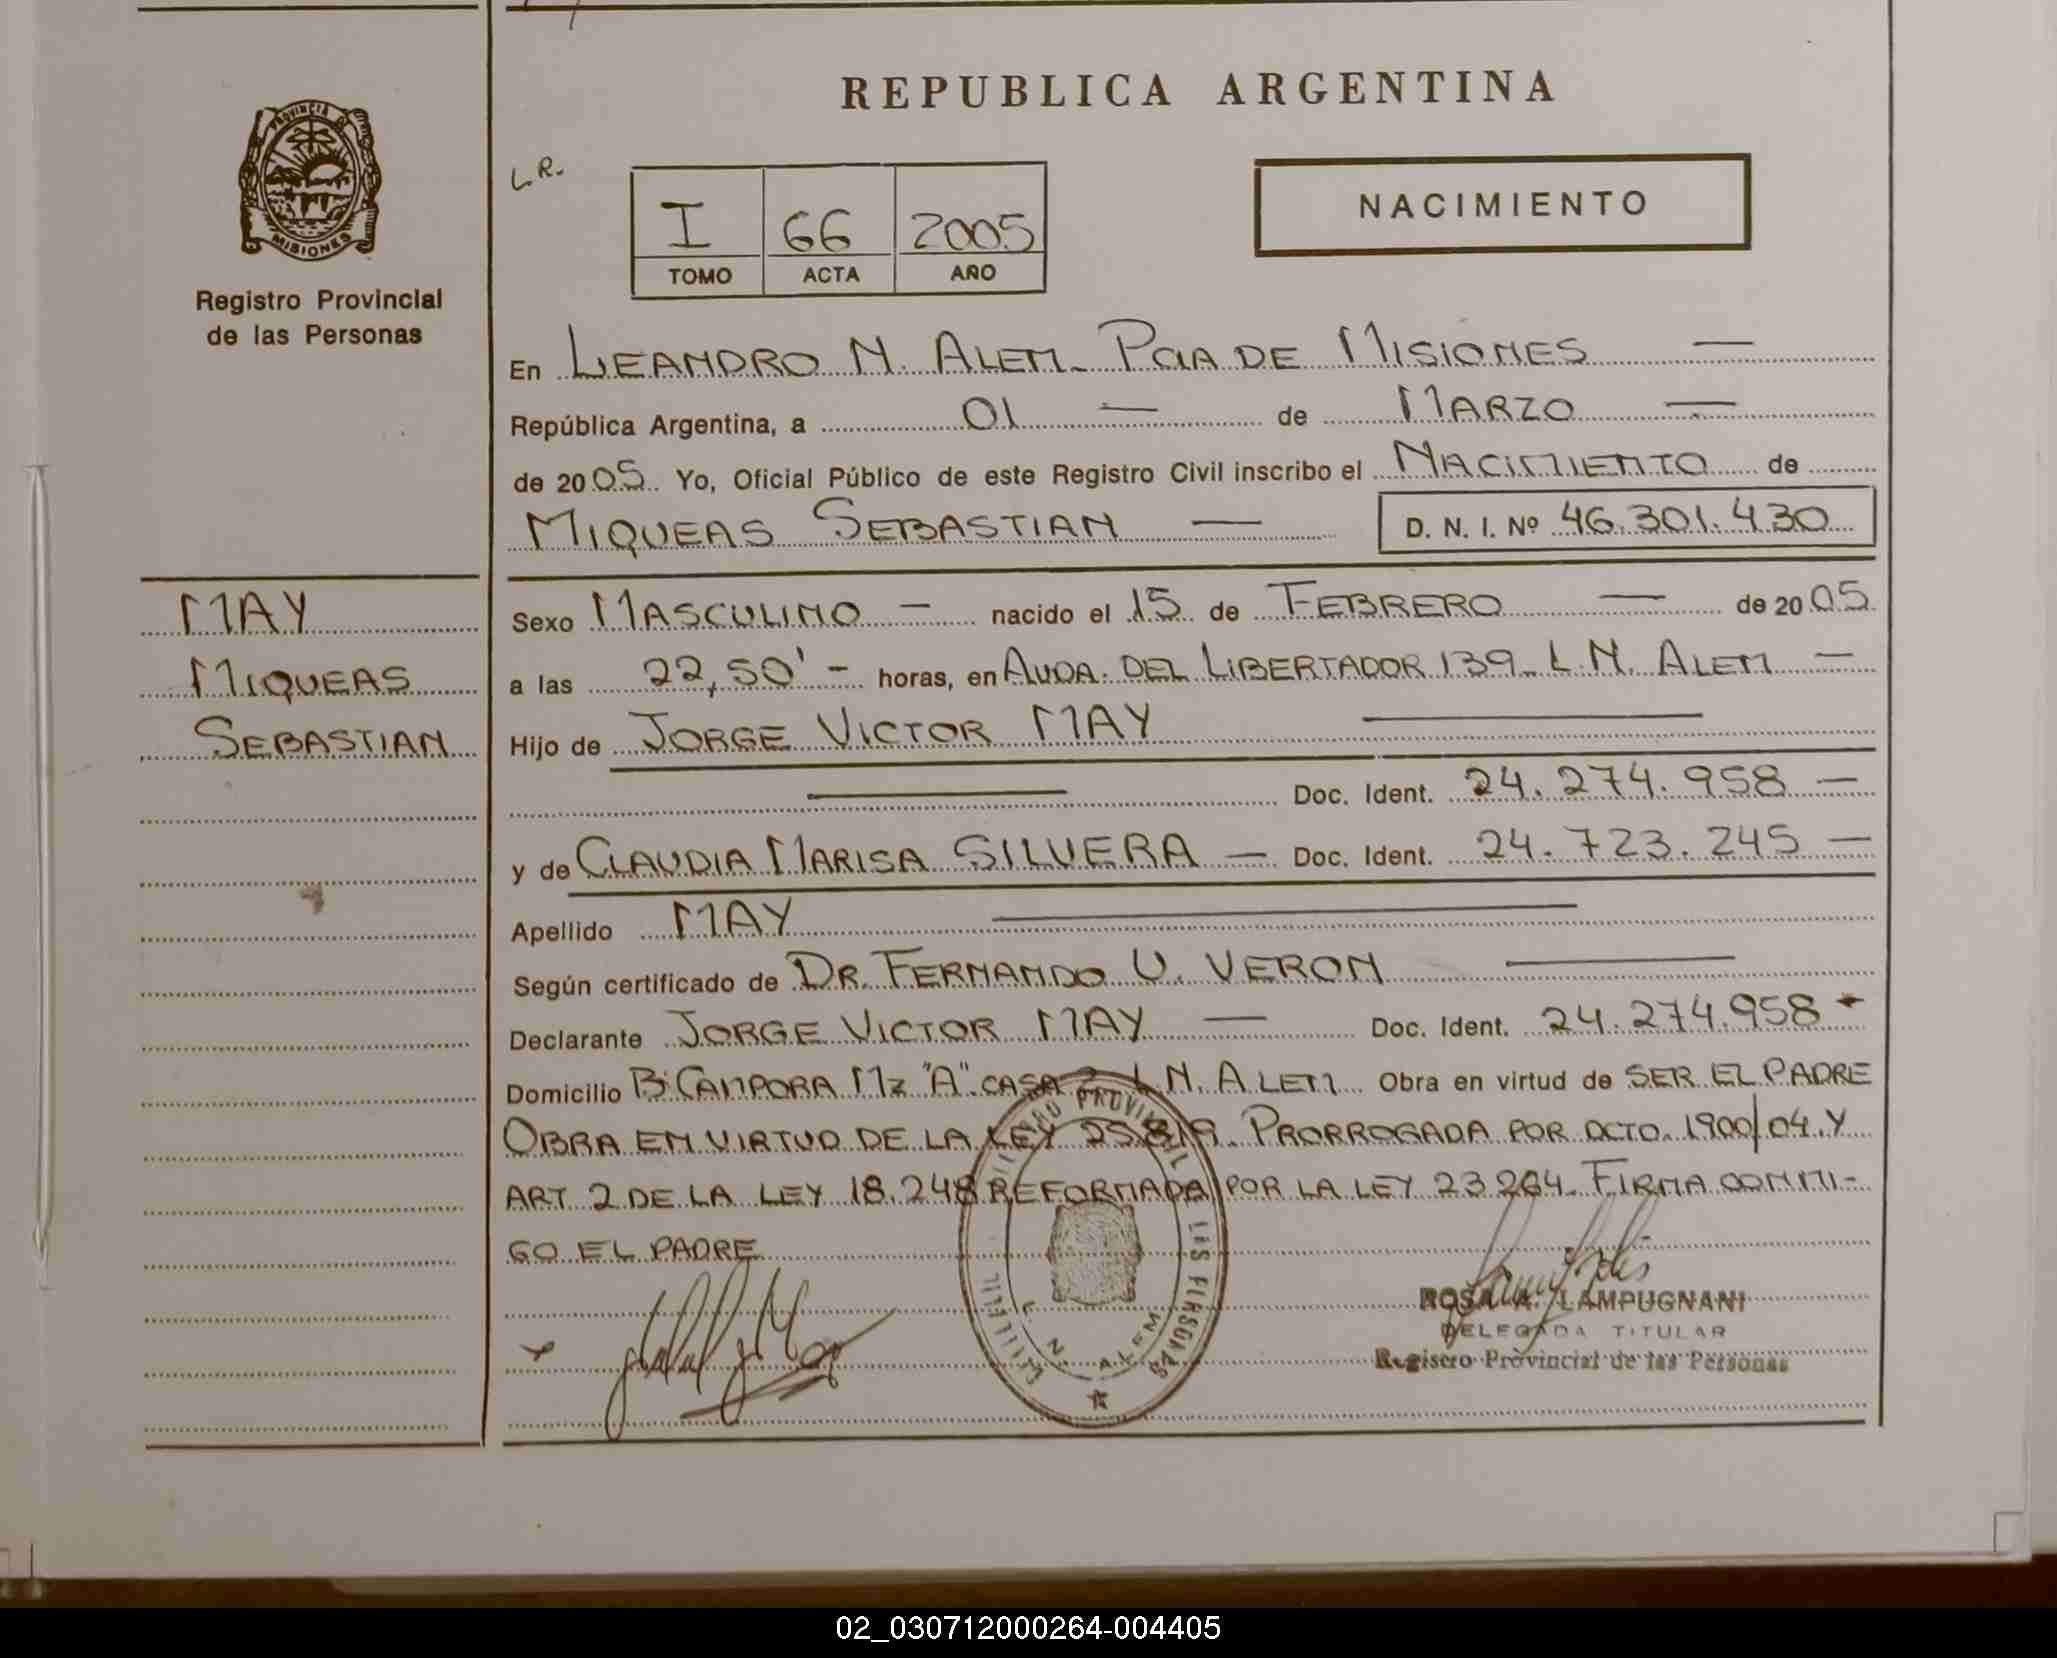 REPUBLICA ARGENTINA
PROVINCIA DE
MISIONES
Registro Provincial
de las Personas
L.R.
I 66 2005
TOMO ACTA AÑO
NACIMIENTO
En LEANDRO N. ALEM - PCIA DE MISIONES —
República Argentina, a 01 — de MARZO —
de 2005. Yo, Oficial Público de este Registro Civil inscribo el NACIMIENTO de
MIQUEAS SEBASTIAN — D. N. I. Nº 46.301.430
MAY
MIQUEAS
SEBASTIAN
Sexo MASCULINO — nacido el 15 de FEBRERO — de 2005
a las 22,50' - horas, en AVDA. DEL LIBERTADOR 139 - L.N. ALEM —
Hijo de JORGE VICTOR MAY —
— Doc. Ident. 24.274.958 —
y de CLAUDIA MARISA SILVERA — Doc. Ident. 24.723.245 —
Apellido MAY —
Según certificado de DR. FERNANDO U. VERON —
Declarante JORGE VICTOR MAY — Doc. Ident. 24.274.958 -
Domicilio Bº CAMPORA MZ "A" CASA 2 L.N. ALEM Obra en virtud de SER EL PADRE
OBRA EN VIRTUD DE LA LEY 25.819. PRORROGADA POR DCTO. 1900/04. Y
ART. 2 DE LA LEY 18.248 REFORMADA POR LA LEY 23264. FIRMA CONMI-
GO EL PADRE
L. N. ALEM
ROSA A. LAMPUGNANI
DELEGADA TITULAR
Registro Provincial de las Personas
02_030712000264-004405